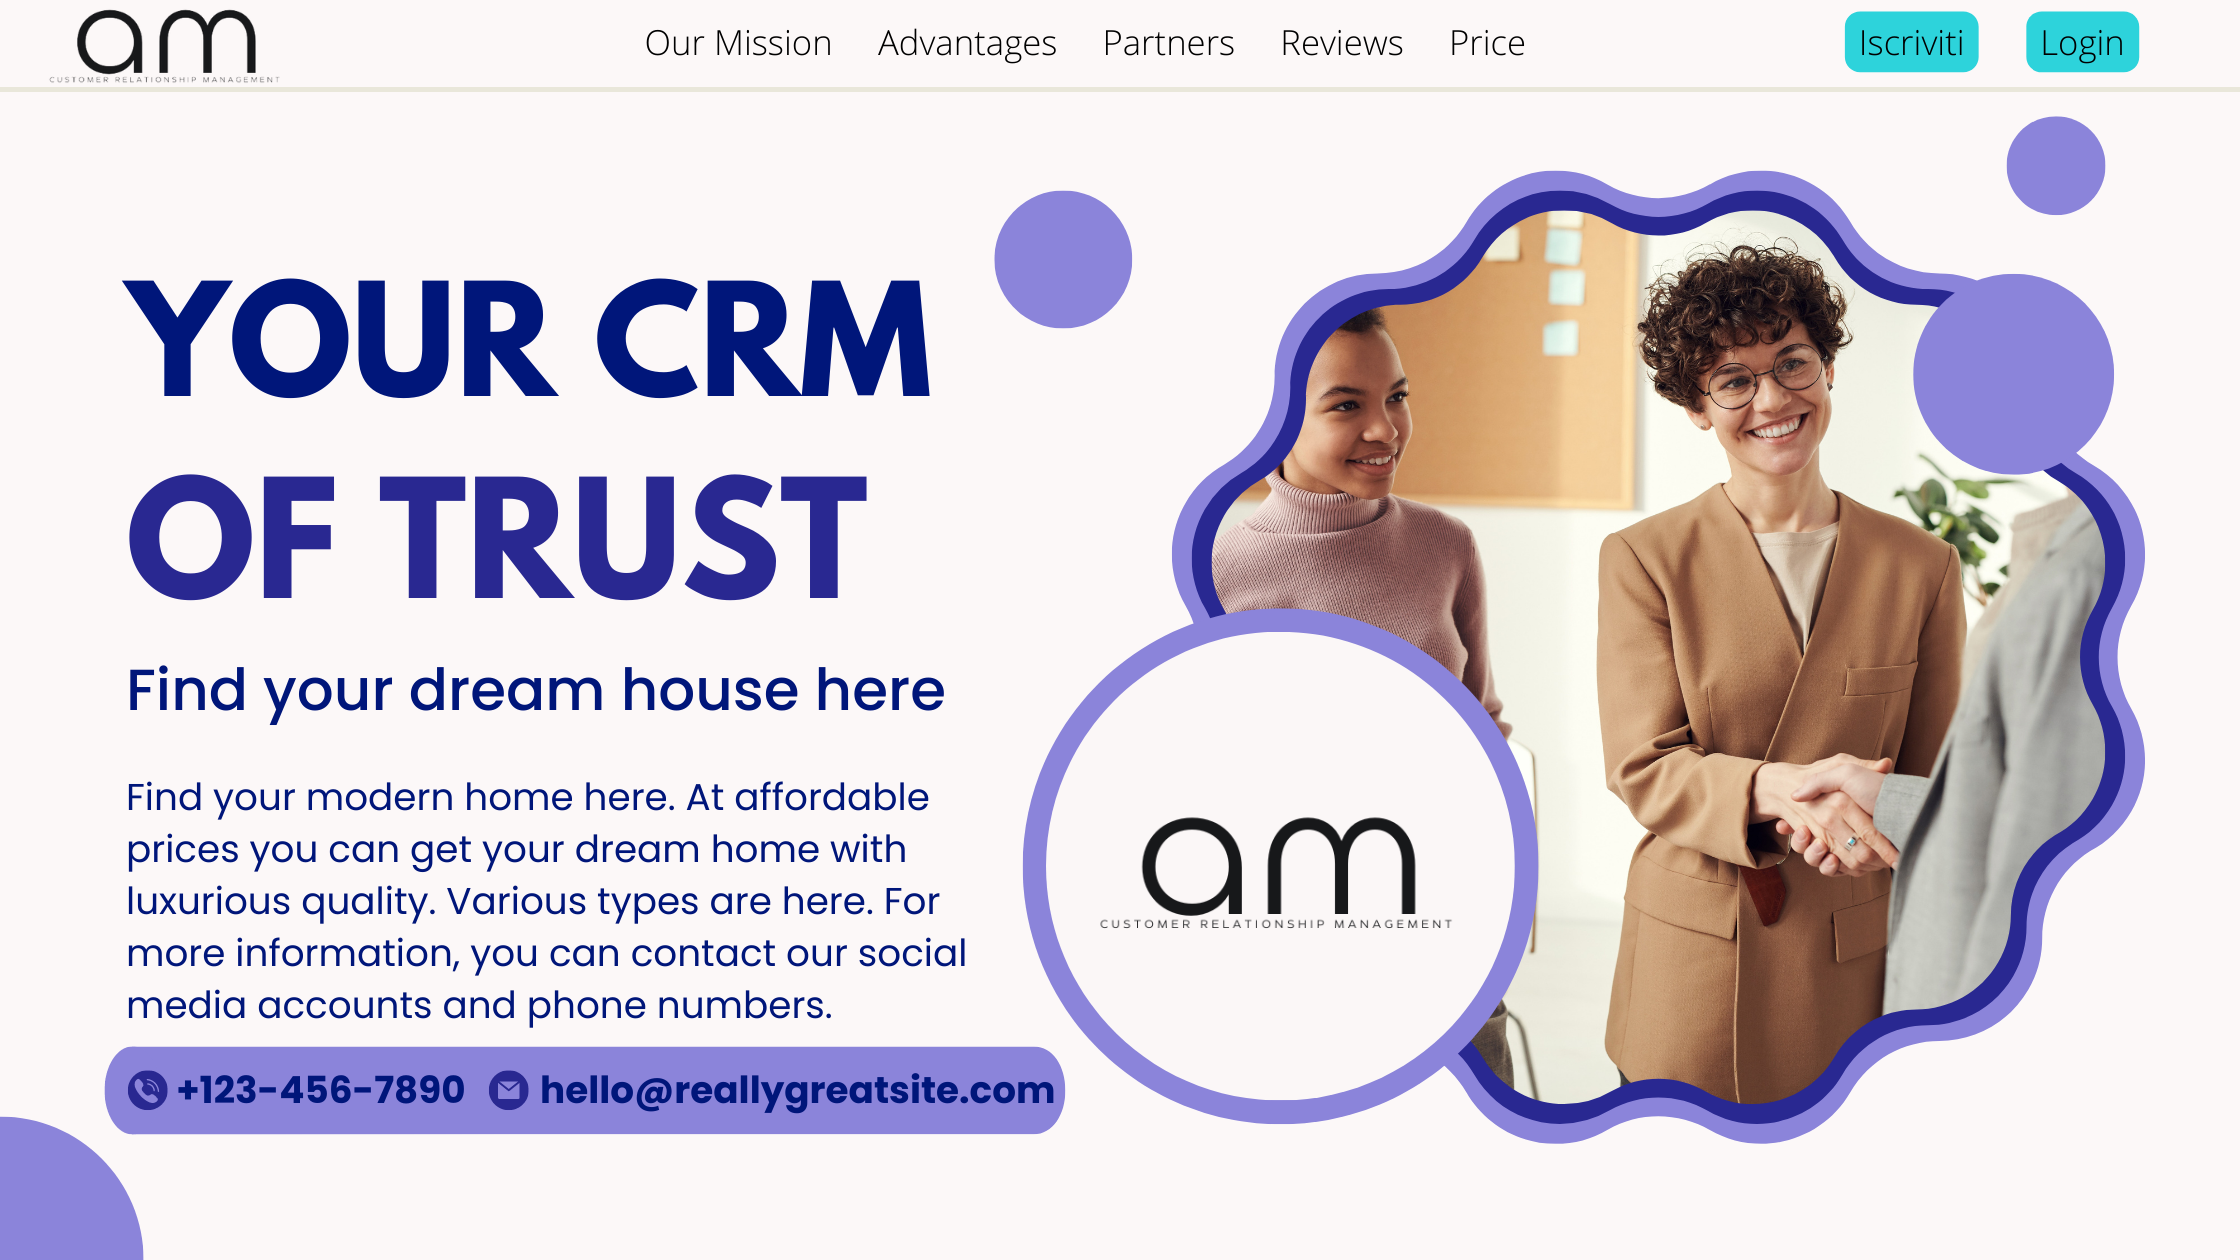 am
CUSTOMER RELATIONSHIP MANAGEMENT
Our Mission
Advantages
Partners
Reviews
Price
Iscriviti
Login
YOUR CRM
OF TRUST
Find your dream house here
Find your modern home here. At affordable
prices you can get your dream home with
luxurious quality. Various types are here. For
more information, you can contact our social
media accounts and phone numbers.
+123-456-7890
hello@reallygreatsite.com
am
CUSTOMER RELATIONSHIP MANAGEMENT